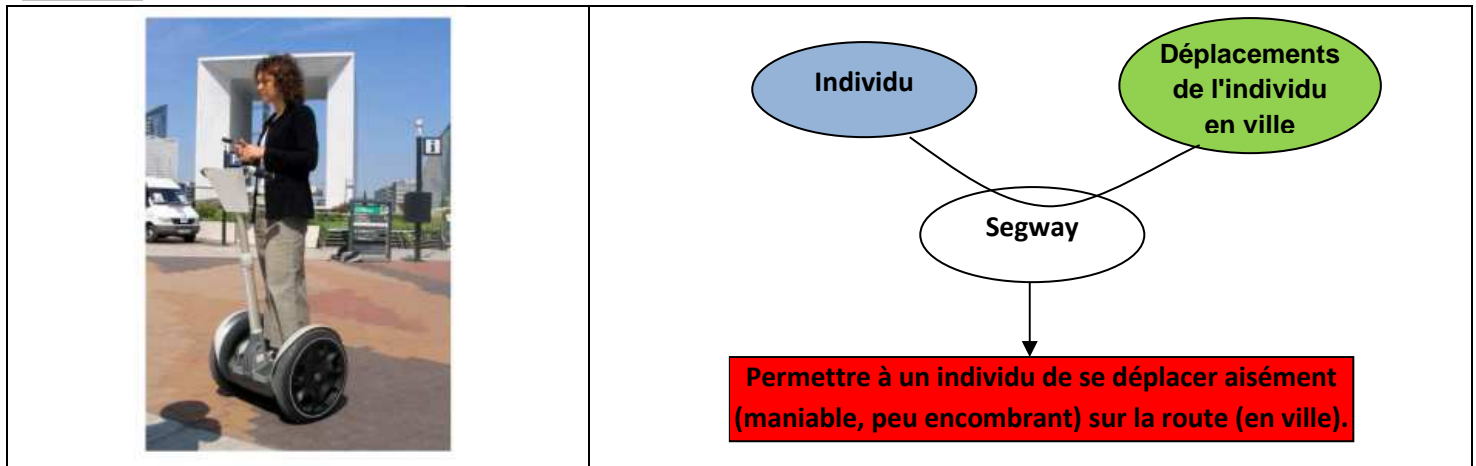 Individu
Déplacements
de l'individu
en ville
Segway
Permettre à un individu de se déplacer aisément
(maniable, peu encombrant) sur la route (en ville).
i
i